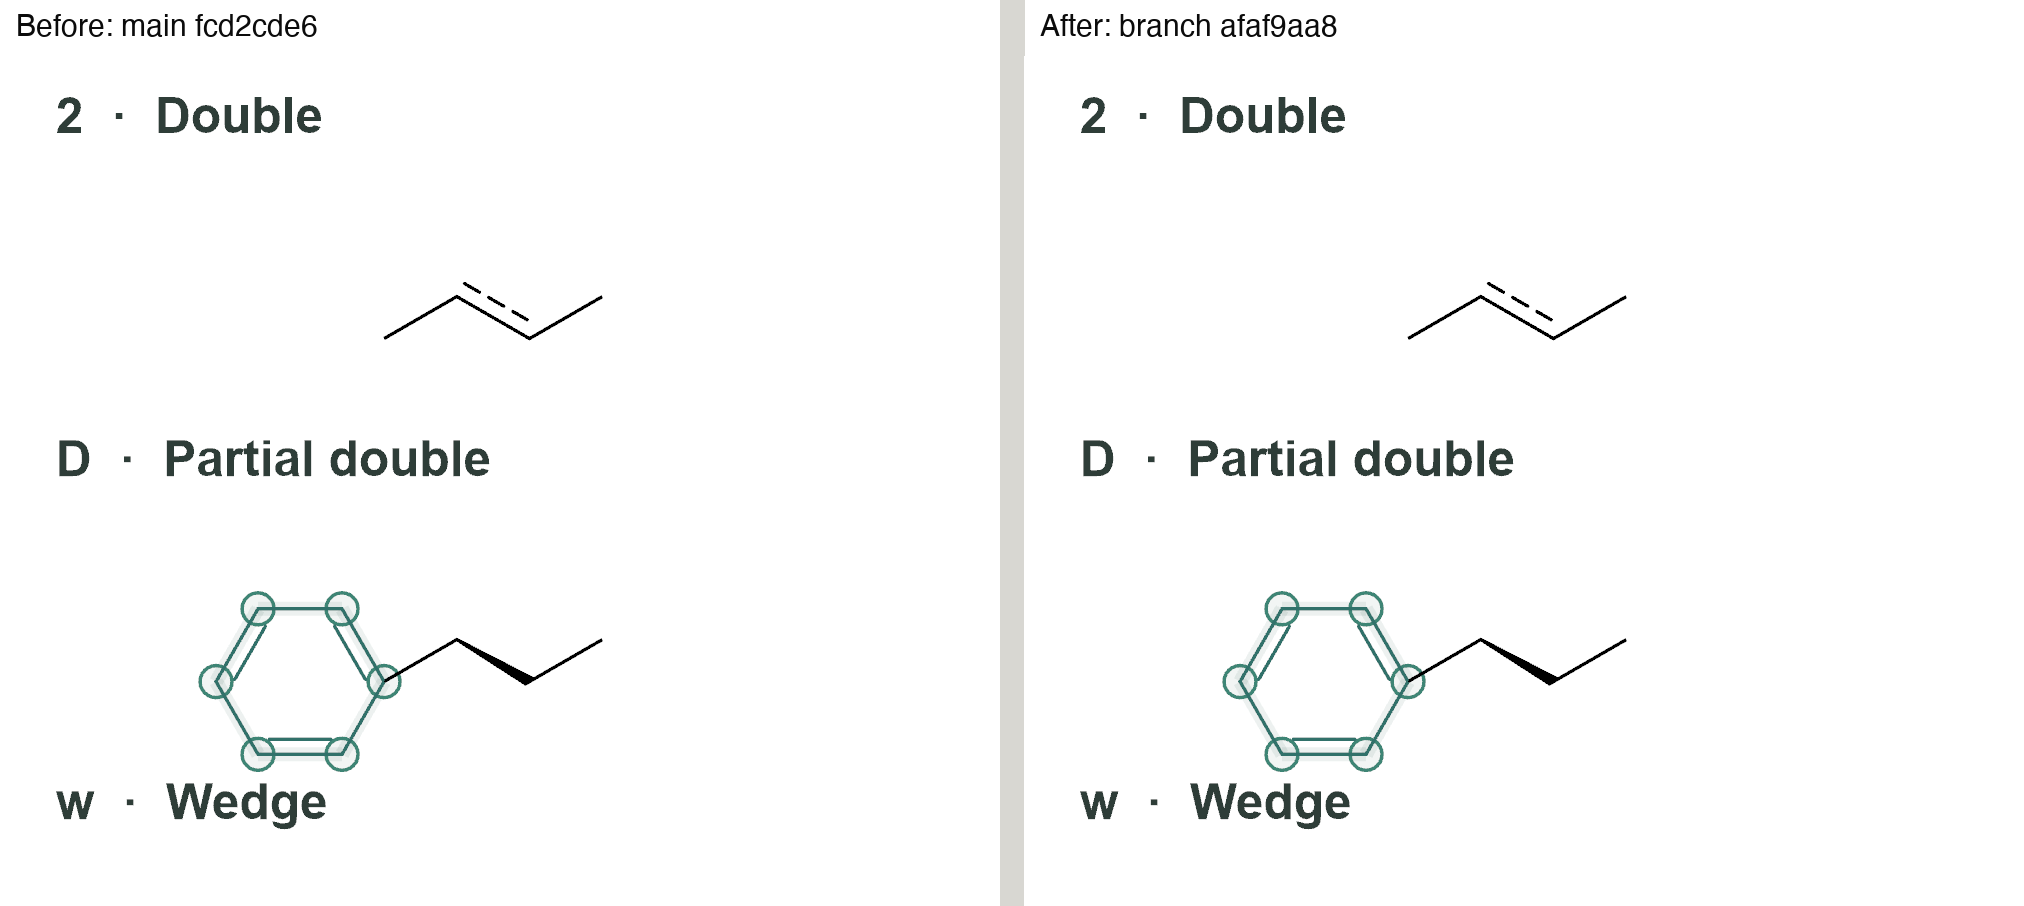 Before: main fcd2cde6
2 · Double
D · Partial double
w · Wedge
After: branch afaf9aa8
2 · Double
D · Partial double
w · Wedge